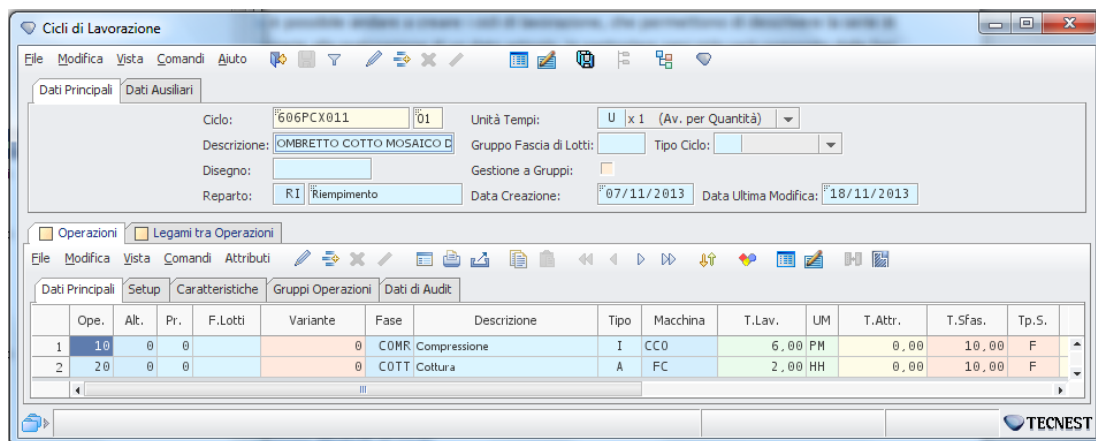 Cicli di Lavorazione
File Modifica Vista Comandi Aiuto
Dati Principali Dati Ausiliari
Ciclo: 606PCX011 01 Unità Tempi: U x 1 (Av. per Quantità)
Descrizione: OMBRETTO COTTO MOSAICO D Gruppo Fascia di Lotti: Tipo Ciclo:
Disegno: Gestione a Gruppi:
Reparto: RI Riempimento Data Creazione: 07/11/2013 Data Ultima Modifica: 18/11/2013
Operazioni Legami tra Operazioni
File Modifica Vista Comandi Attributi
Dati Principali Setup Caratteristiche Gruppi Operazioni Dati di Audit
Ope. Alt. Pr. F.Lotti Variante Fase Descrizione Tipo Macchina T.Lav. UM T.Attr. T.Sfas. Tp.S.
1 10 0 0 0 COMR Compressione I CCO 6,00 PM 0,00 10,00 F
2 20 0 0 0 COTT Cottura A FC 2,00 HH 0,00 10,00 F
TECNEST